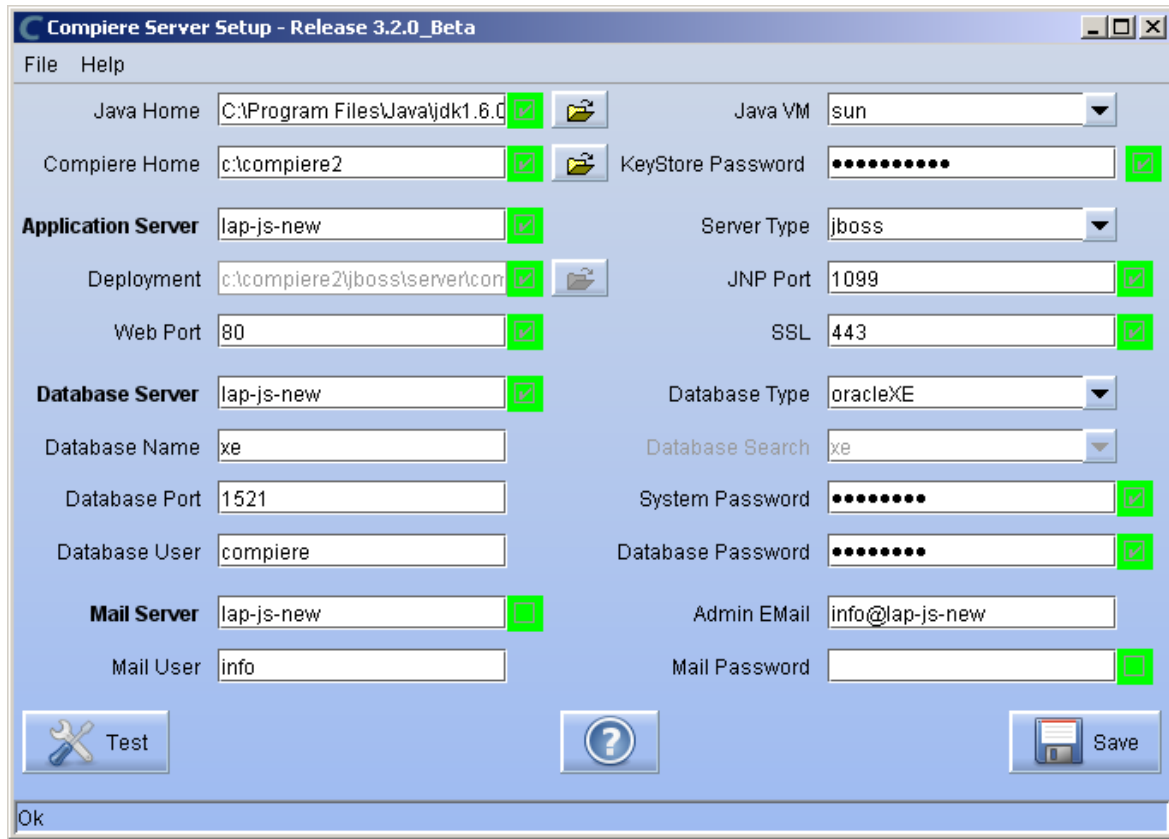 Compiere Server Setup - Release 3.2.0_Beta
File Help
Java Home C:\Program Files\Java\jdk1.6.0 Java VM sun
Compiere Home c:\compiere2 KeyStore Password ●●●●●●●●●●
Application Server lap-js-new Server Type jboss
Deployment c:\compiere2\jboss\server\com JNP Port 1099
Web Port 80 SSL 443
Database Server lap-js-new Database Type oracleXE
Database Name xe Database Search xe
Database Port 1521 System Password ●●●●●●●●
Database User compiere Database Password ●●●●●●●●
Mail Server lap-js-new Admin EMail info@lap-js-new
Mail User info Mail Password
Test ? Save
Ok